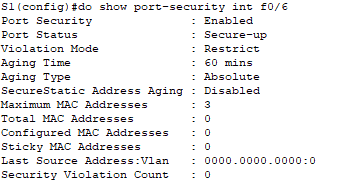 S1(config)#do show port-security int f0/6
Port Security              : Enabled
Port Status                : Secure-up
Violation Mode             : Restrict
Aging Time                 : 60 mins
Aging Type                 : Absolute
SecureStatic Address Aging : Disabled
Maximum MAC Addresses      : 3
Total MAC Addresses        : 0
Configured MAC Addresses   : 0
Sticky MAC Addresses       : 0
Last Source Address:Vlan   : 0000.0000.0000:0
Security Violation Count   : 0